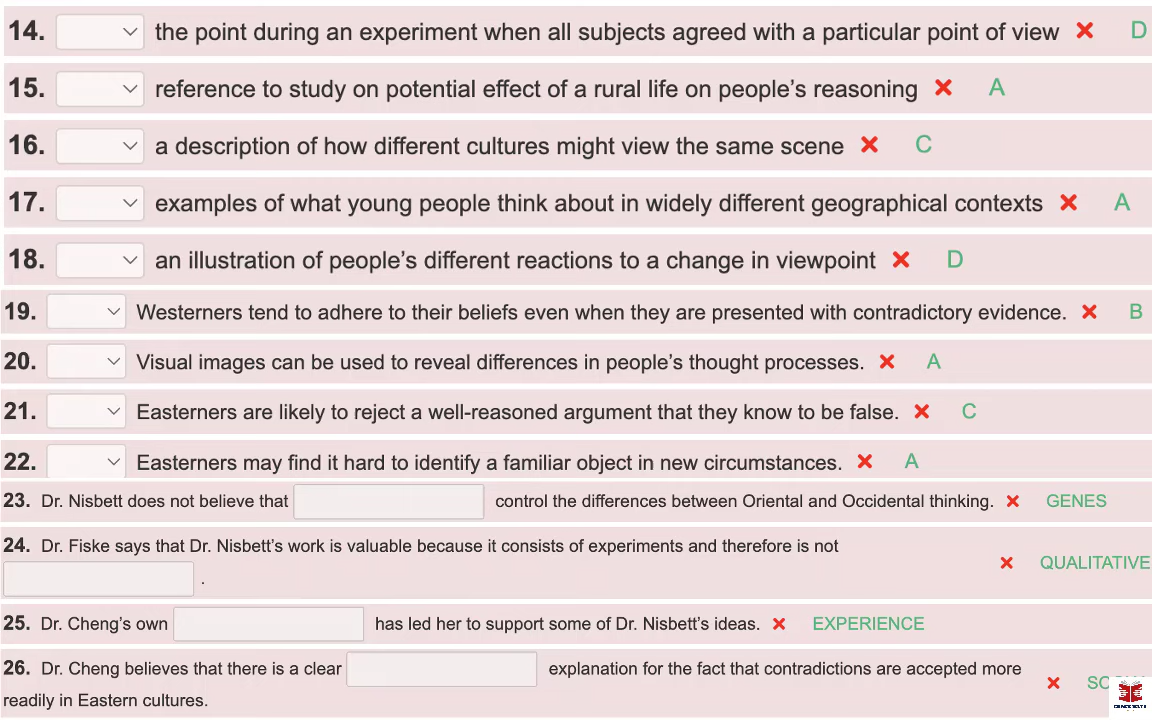 14. the point during an experiment when all subjects agreed with a particular point of view D
15. reference to study on potential effect of a rural life on people’s reasoning A
16. a description of how different cultures might view the same scene C
17. examples of what young people think about in widely different geographical contexts A
18. an illustration of people’s different reactions to a change in viewpoint D
19. Westerners tend to adhere to their beliefs even when they are presented with contradictory evidence. B
20. Visual images can be used to reveal differences in people’s thought processes. A
21. Easterners are likely to reject a well-reasoned argument that they know to be false. C
22. Easterners may find it hard to identify a familiar object in new circumstances. A
23. Dr. Nisbett does not believe that control the differences between Oriental and Occidental thinking. GENES
24. Dr. Fiske says that Dr. Nisbett’s work is valuable because it consists of experiments and therefore is not
. QUALITATIVE
25. Dr. Cheng’s own has led her to support some of Dr. Nisbett’s ideas. EXPERIENCE
26. Dr. Cheng believes that there is a clear explanation for the fact that contradictions are accepted more
readily in Eastern cultures.